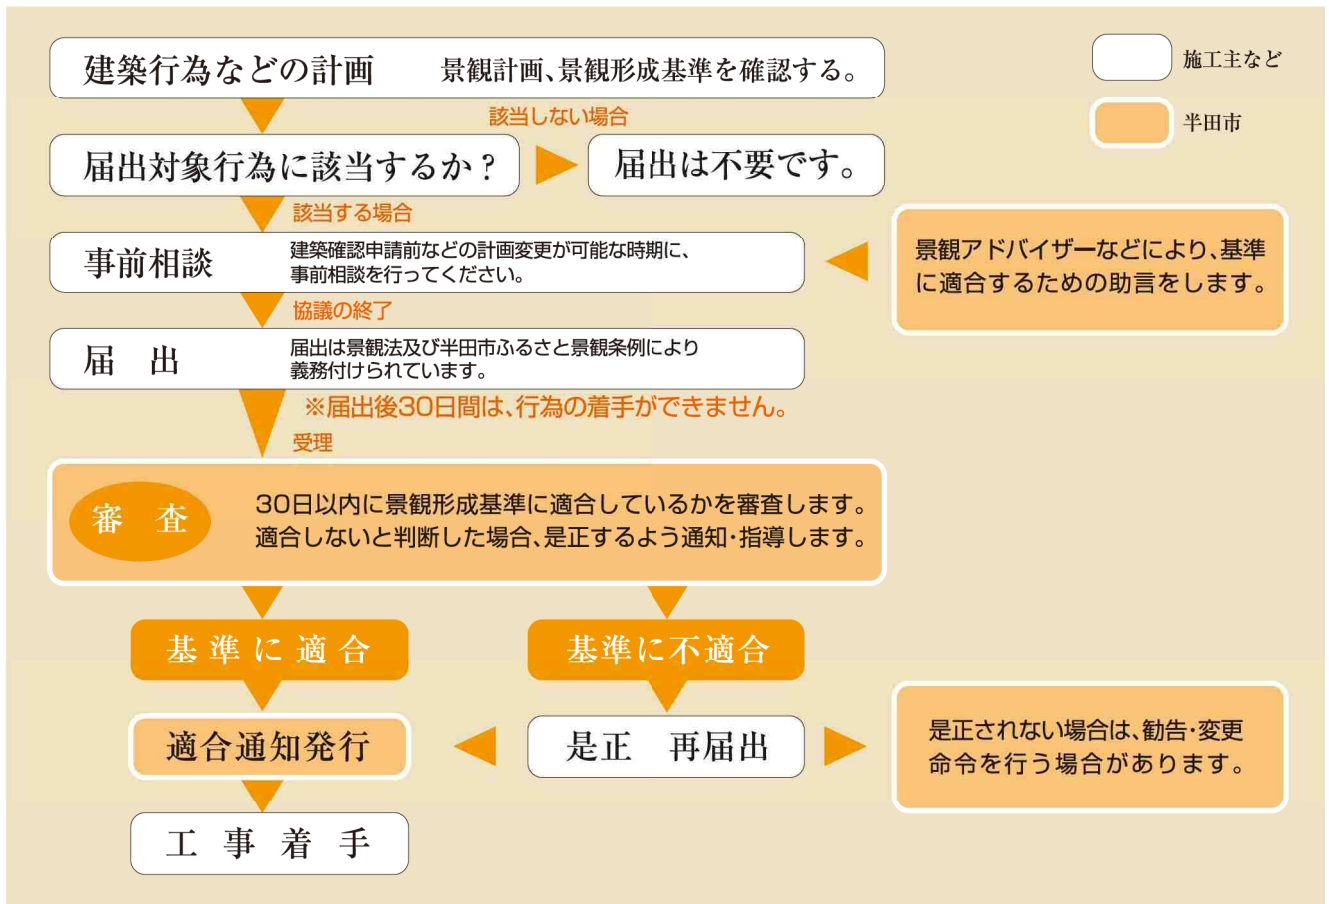 建築行為などの計画　景観計画、景観形成基準を確認する。
施工主など
半田市
該当しない場合
届出対象行為に該当するか？
届出は不要です。
該当する場合
事前相談
建築確認申請前などの計画変更が可能な時期に、
事前相談を行ってください。
景観アドバイザーなどにより、基準
に適合するための助言をします。
協議の終了
届　出
届出は景観法及び半田市ふるさと景観条例により
義務付けられています。
※届出後30日間は、行為の着手ができません。
受理
審　査
30日以内に景観形成基準に適合しているかを審査します。
適合しないと判断した場合、是正するよう通知・指導します。
基準に適合
基準に不適合
適合通知発行
是正　再届出
是正されない場合は、勧告・変更
命令を行う場合があります。
工事着手